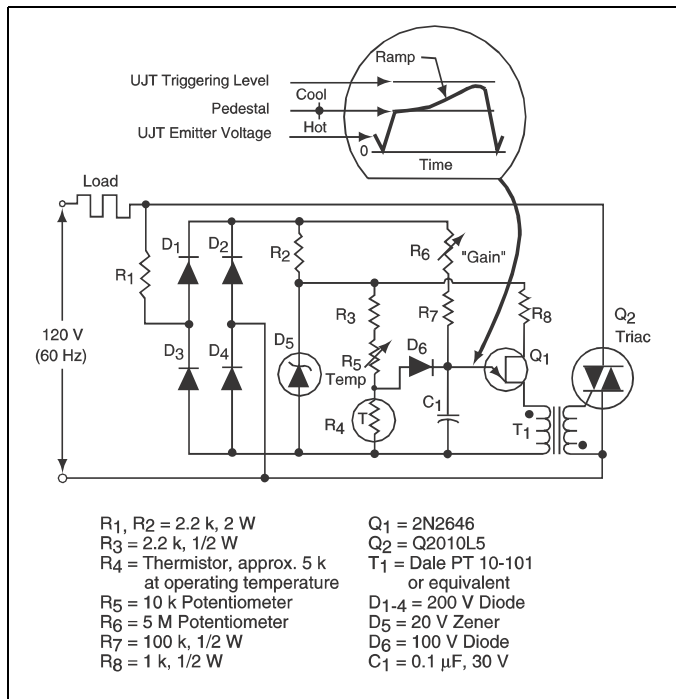 Ramp
UJT Triggering Level
Cool
Pedestal
Hot
UJT Emitter Voltage
0
Time
Load
D1
D2
R2
R6
"Gain"
R1
R3
R7
R8
Q2
Triac
120 V
(60 Hz)
D3
D4
D5
R5
Temp
D6
Q1
R4
T
C1
T1
R1, R2 = 2.2 k, 2 W
R3 = 2.2 k, 1/2 W
R4 = Thermistor, approx. 5 k
at operating temperature
R5 = 10 k Potentiometer
R6 = 5 M Potentiometer
R7 = 100 k, 1/2 W
R8 = 1 k, 1/2 W
Q1 = 2N2646
Q2 = Q2010L5
T1 = Dale PT 10-101
or equivalent
D1-4 = 200 V Diode
D5 = 20 V Zener
D6 = 100 V Diode
C1 = 0.1 μF, 30 V